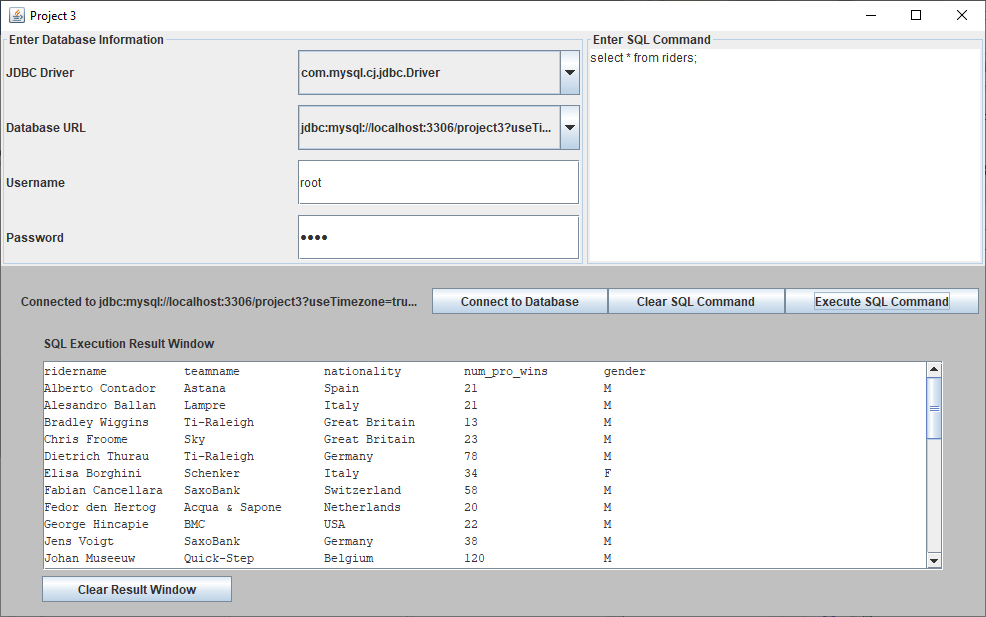 Project 3
Enter Database Information
JDBC Driver
com.mysql.cj.jdbc.Driver
Database URL
jdbc:mysql://localhost:3306/project3?useTi...
Username
root
Password
••••
Enter SQL Command
select * from riders;
Connected to jdbc:mysql://localhost:3306/project3?useTimezone=tru...
Connect to Database
Clear SQL Command
Execute SQL Command
SQL Execution Result Window
ridername teamname nationality num_pro_wins gender
Alberto Contador Astana Spain 21 M
Alesandro Ballan Lampre Italy 21 M
Bradley Wiggins Ti-Raleigh Great Britain 13 M
Chris Froome Sky Great Britain 23 M
Dietrich Thurau Ti-Raleigh Germany 78 M
Elisa Borghini Schenker Italy 34 F
Fabian Cancellara SaxoBank Switzerland 58 M
Fedor den Hertog Acqua & Sapone Netherlands 20 M
George Hincapie BMC USA 22 M
Jens Voigt SaxoBank Germany 38 M
Johan Museeuw Quick-Step Belgium 120 M
Clear Result Window